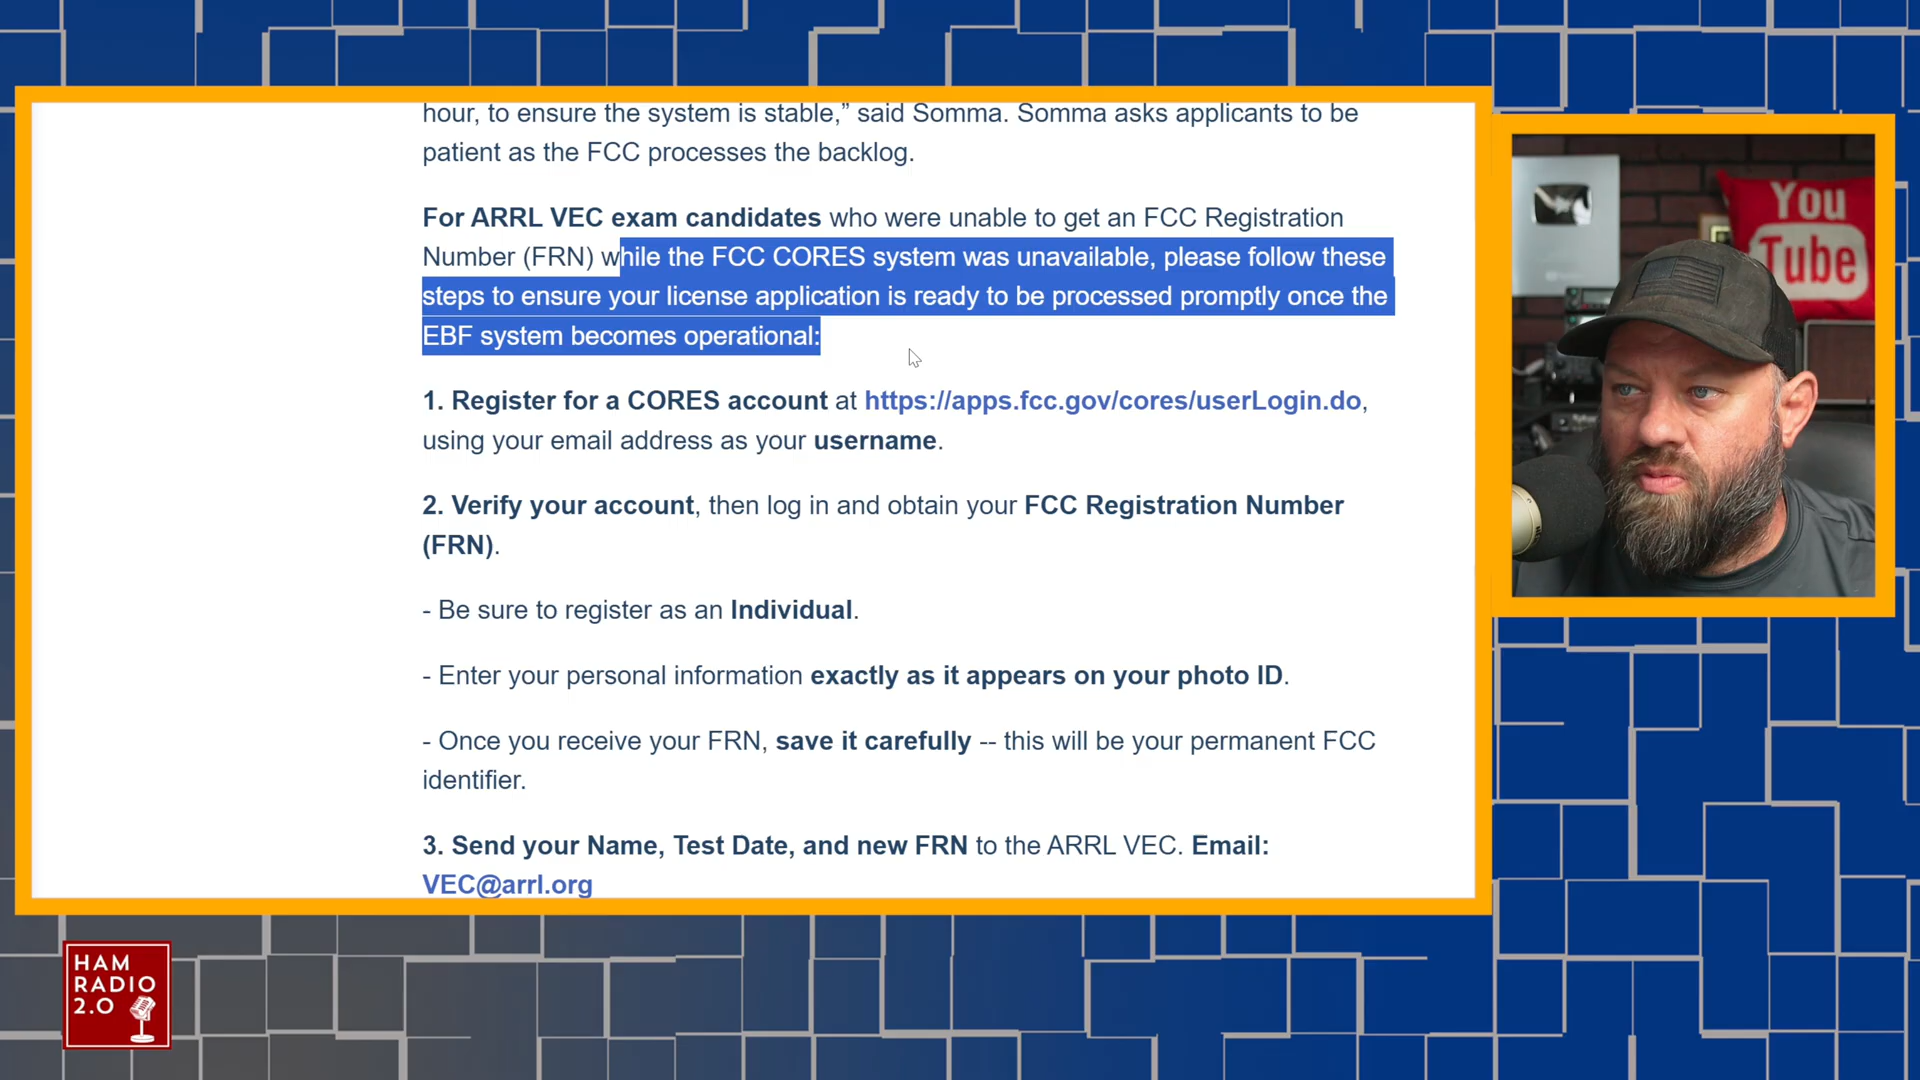 hour, to ensure the system is stable,” said Somma. Somma asks applicants to be
patient as the FCC processes the backlog.
For ARRL VEC exam candidates who were unable to get an FCC Registration
Number (FRN) while the FCC CORES system was unavailable, please follow these
steps to ensure your license application is ready to be processed promptly once the
EBF system becomes operational:
1. Register for a CORES account at https://apps.fcc.gov/cores/userLogin.do,
using your email address as your username.
2. Verify your account, then log in and obtain your FCC Registration Number
(FRN).
- Be sure to register as an Individual.
- Enter your personal information exactly as it appears on your photo ID.
- Once you receive your FRN, save it carefully -- this will be your permanent FCC
identifier.
3. Send your Name, Test Date, and new FRN to the ARRL VEC. Email:
VEC@arrl.org
You
Tube
HAM
RADIO
2.0